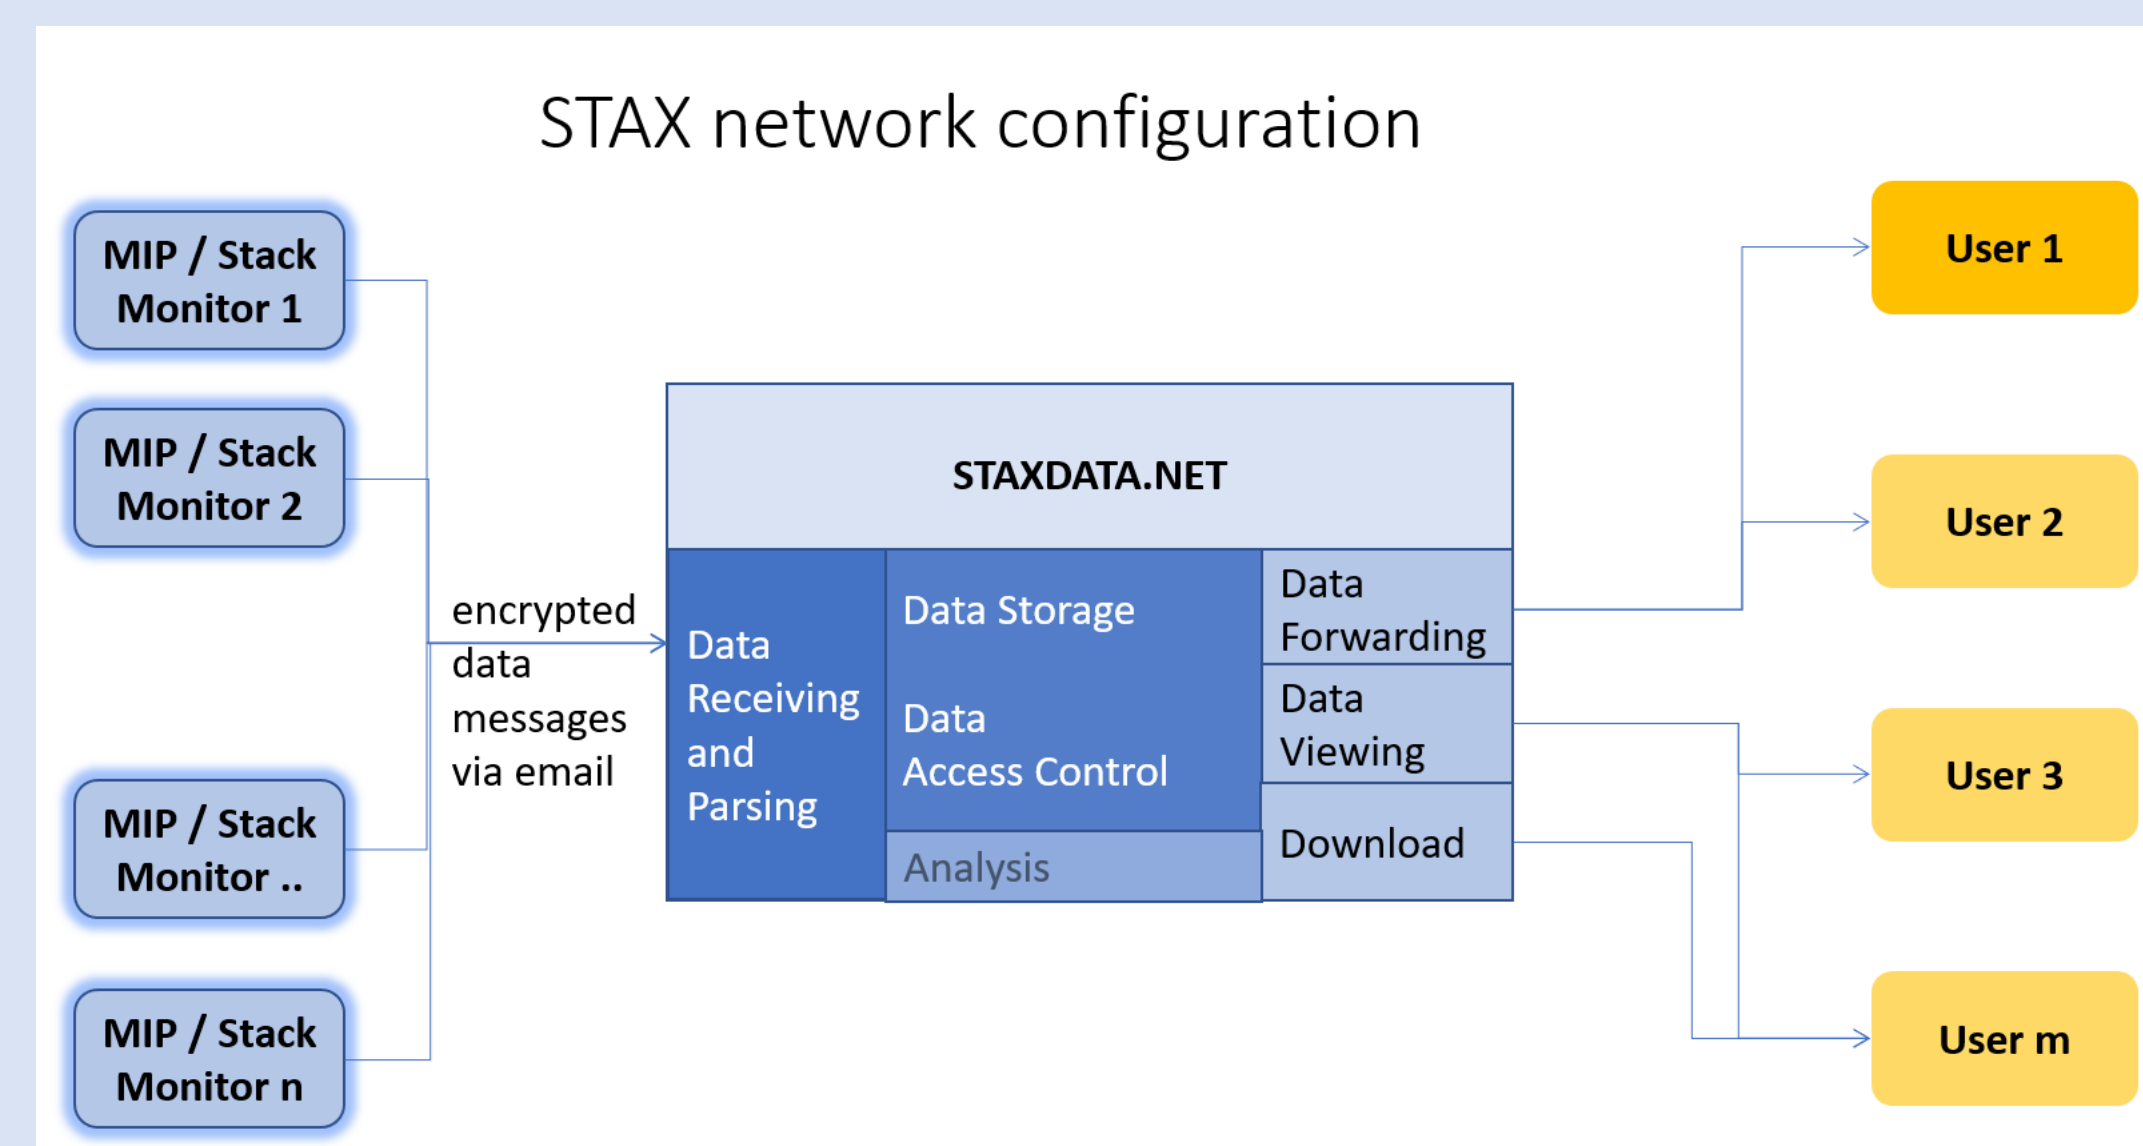 STAX network configuration
MIP / Stack
Monitor 1
MIP / Stack
Monitor 2
MIP / Stack
Monitor ..
MIP / Stack
Monitor n
encrypted
data
messages
via email
STAXDATA.NET
Data
Receiving
and
Parsing
Data Storage
Data
Access Control
Analysis
Data
Forwarding
Data
Viewing
Download
User 1
User 2
User 3
User m